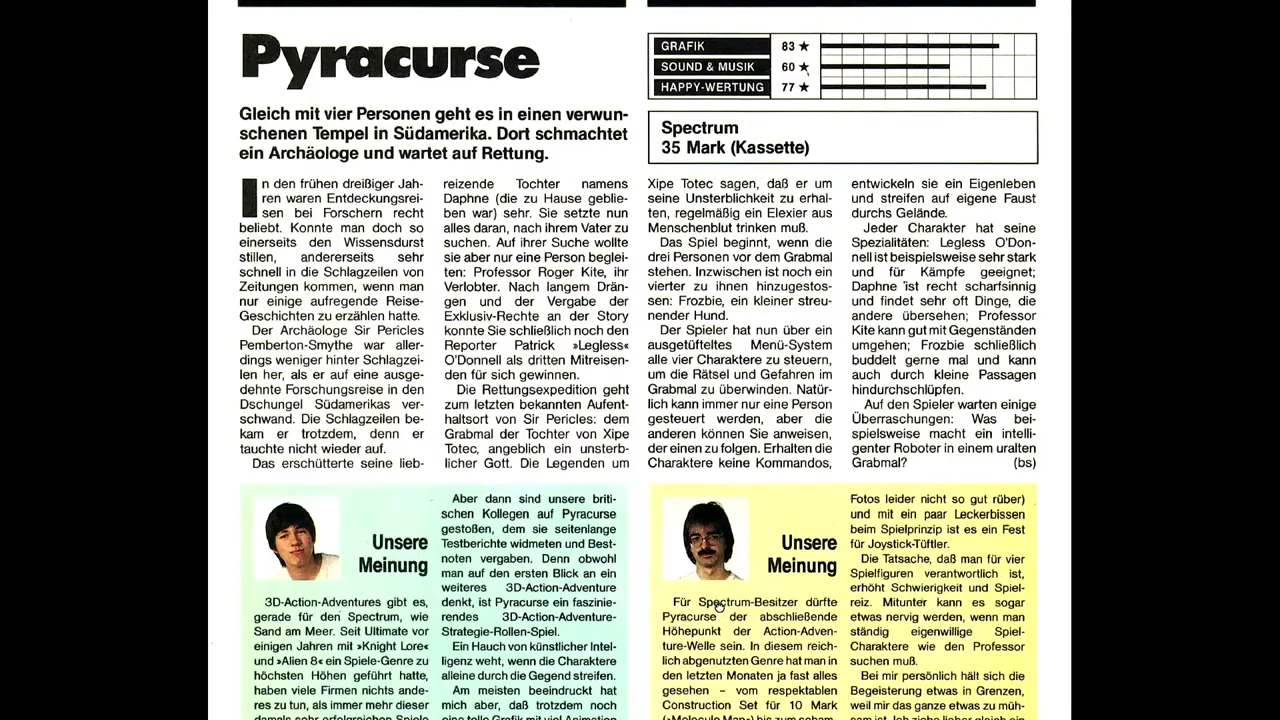 Pyracurse
Gleich mit vier Personen geht es in einen verwun-
schenen Tempel in Südamerika. Dort schmachtet
ein Archäologe und wartet auf Rettung.
GRAFIK 83 ★
SOUND & MUSIK 60 ★
HAPPY-WERTUNG 77 ★
Spectrum
35 Mark (Kassette)
In den frühen dreißiger Jah-
ren waren Entdeckungsrei-
sen bei Forschern recht
beliebt. Konnte man doch so
einerseits den Wissensdurst
stillen, andererseits sehr
schnell in die Schlagzeilen von
Zeitungen kommen, wenn man
nur einige aufregende Reise-
Geschichten zu erzählen hatte.
Der Archäologe Sir Pericles
Pemberton-Smythe war aller-
dings weniger hinter Schlagzei-
len her, als er auf eine ausge-
dehnte Forschungsreise in den
Dschungel Südamerikas ver-
schwand. Die Schlagzeilen be-
kam er trotzdem, denn er
tauchte nicht wieder auf.
Das erschütterte seine lieb-
reizende Tochter namens
Daphne (die zu Hause geblie-
ben war) sehr. Sie setzte nun
alles daran, nach ihrem Vater zu
suchen. Auf ihrer Suche wollte
sie aber nur eine Person beglei-
ten: Professor Roger Kite, ihr
Verlobter. Nach langem Drän-
gen und der Vergabe der
Exklusiv-Rechte an der Story
konnte Sie schließlich noch den
Reporter Patrick »Legless«
O'Donnell als dritten Mitreisen-
den für sich gewinnen.
Die Rettungsexpedition geht
zum letzten bekannten Aufent-
haltsort von Sir Pericles: dem
Grabmal der Tochter von Xipe
Totec, angeblich ein unsterb-
licher Gott. Die Legenden um
Xipe Totec sagen, daß er um
seine Unsterblichkeit zu erhal-
ten, regelmäßig ein Elexier aus
Menschenblut trinken muß.
Das Spiel beginnt, wenn die
drei Personen vor dem Grabmal
stehen. Inzwischen ist noch ein
vierter zu ihnen hinzugestos-
sen: Frozbie, ein kleiner streu-
nender Hund.
Der Spieler hat nun über ein
ausgetüfteltes Menü-System
alle vier Charaktere zu steuern,
um die Rätsel und Gefahren im
Grabmal zu überwinden. Natür-
lich kann immer nur eine Person
gesteuert werden, aber die
anderen können Sie anweisen,
der einen zu folgen. Erhalten die
Charaktere keine Kommandos,
entwickeln sie ein Eigenleben
und streifen auf eigene Faust
durchs Gelände.
Jeder Charakter hat seine
Spezialitäten: Legless O'Don-
nell ist beispielsweise sehr stark
und für Kämpfe geeignet;
Daphne ist recht scharfsinnig
und findet sehr oft Dinge, die
andere übersehen; Professor
Kite kann gut mit Gegenständen
umgehen; Frozbie schließlich
buddelt gerne mal und kann
auch durch kleine Passagen
hindurchschlüpfen.
Auf den Spieler warten einige
Überraschungen: Was bei-
spielsweise macht ein intelli-
genter Roboter in einem uralten
Grabmal? (bs)
Unsere
Meinung
3D-Action-Adventures gibt es,
gerade für den Spectrum, wie
Sand am Meer. Seit Ultimate vor
einigen Jahren mit »Knight Lore«
und »Alien 8« ein Spiele-Genre zu
höchsten Höhen geführt hatte,
haben viele Firmen nichts ande-
res zu tun, als immer mehr dieser
damals sehr erfolgreichen Spiele
Aber dann sind unsere briti-
schen Kollegen auf Pyracurse
gestoßen, dem sie seitenlange
Testberichte widmeten und Best-
noten vergaben. Denn obwohl
man auf den ersten Blick an ein
weiteres 3D-Action-Adventure
denkt, ist Pyracurse ein faszinie-
rendes 3D-Action-Adventure-
Strategie-Rollen-Spiel.
Ein Hauch von künstlicher Intel-
ligenz weht, wenn die Charaktere
alleine durch die Gegend streifen.
Am meisten beeindruckt hat
mich aber, daß trotzdem noch
eine tolle Grafik mit viel Animation
Unsere
Meinung
Für Spectrum-Besitzer dürfte
Pyracurse der abschließende
Höhepunkt der Action-Adven-
ture-Welle sein. In diesem reich-
lich abgenutzten Genre hat man in
den letzten Monaten ja fast alles
gesehen – vom respektablen
Construction Set für 10 Mark
(»Molecule Man«) bis zum scham-
Fotos leider nicht so gut rüber)
und mit ein paar Leckerbissen
beim Spielprinzip ist es ein Fest
für Joystick-Tüftler.
Die Tatsache, daß man für vier
Spielfiguren verantwortlich ist,
erhöht Schwierigkeit und Spiel-
reiz. Mitunter kann es sogar
etwas nervig werden, wenn man
ständig eigenwillige Spiel-
Charaktere wie den Professor
suchen muß.
Bei mir persönlich hält sich die
Begeisterung etwas in Grenzen,
weil mir das ganze etwas zu müh-
sam ist. Ich ziehe lieber gleich ein